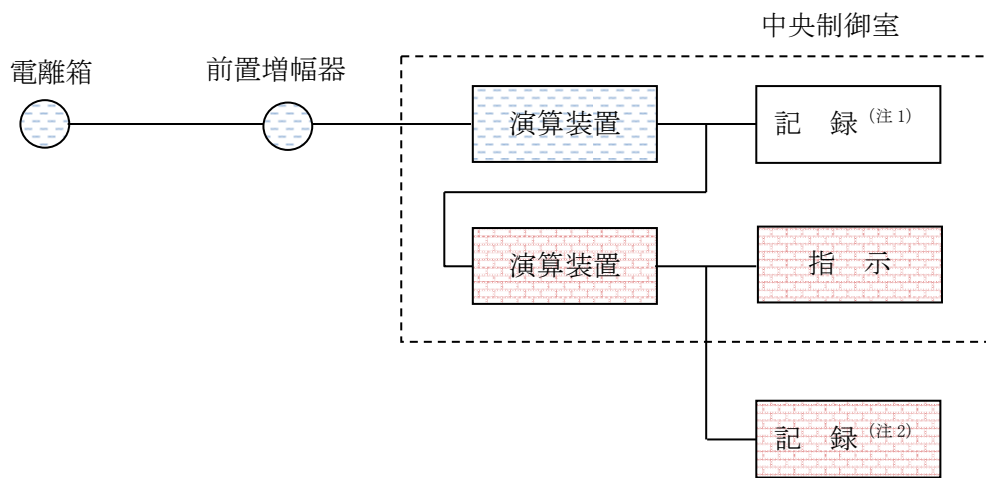 中央制御室
電離箱
前置増幅器
演算装置
記 録 (注1)
演算装置
指 示
記 録 (注2)